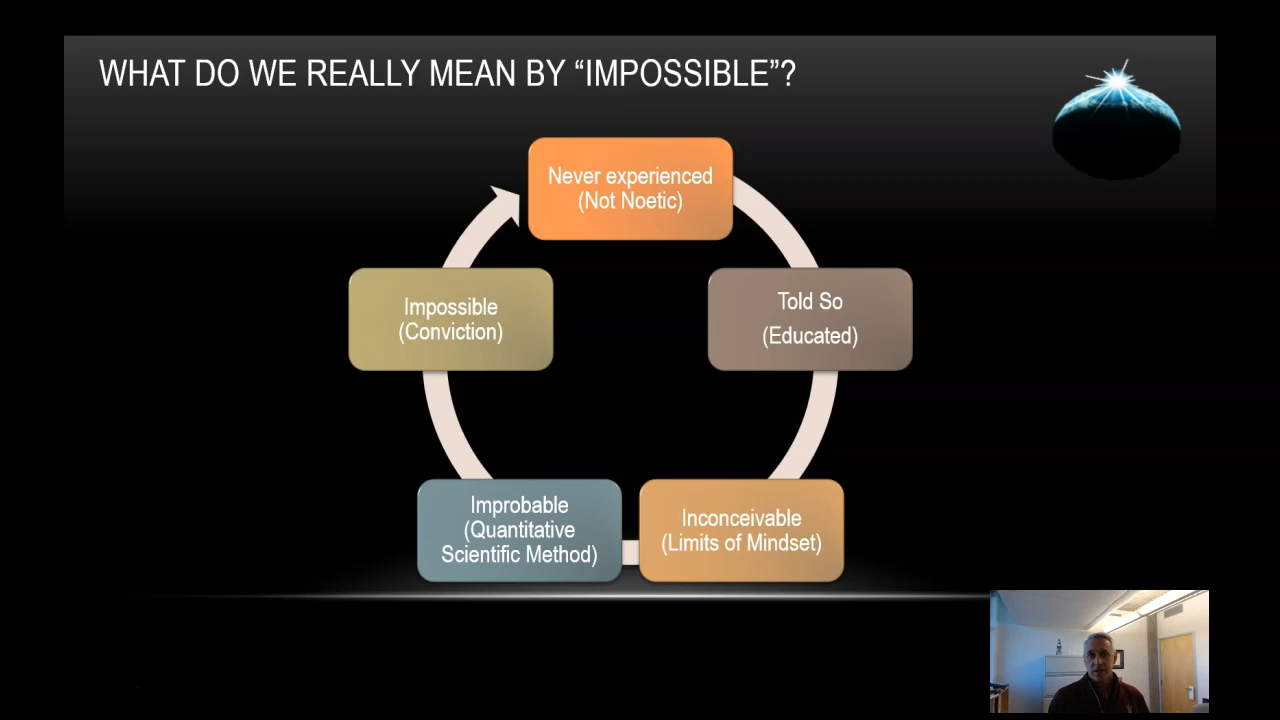 WHAT DO WE REALLY MEAN BY “IMPOSSIBLE”?
Never experienced
(Not Noetic)
Told So
(Educated)
Inconceivable
(Limits of Mindset)
Improbable
(Quantitative
Scientific Method)
Impossible
(Conviction)